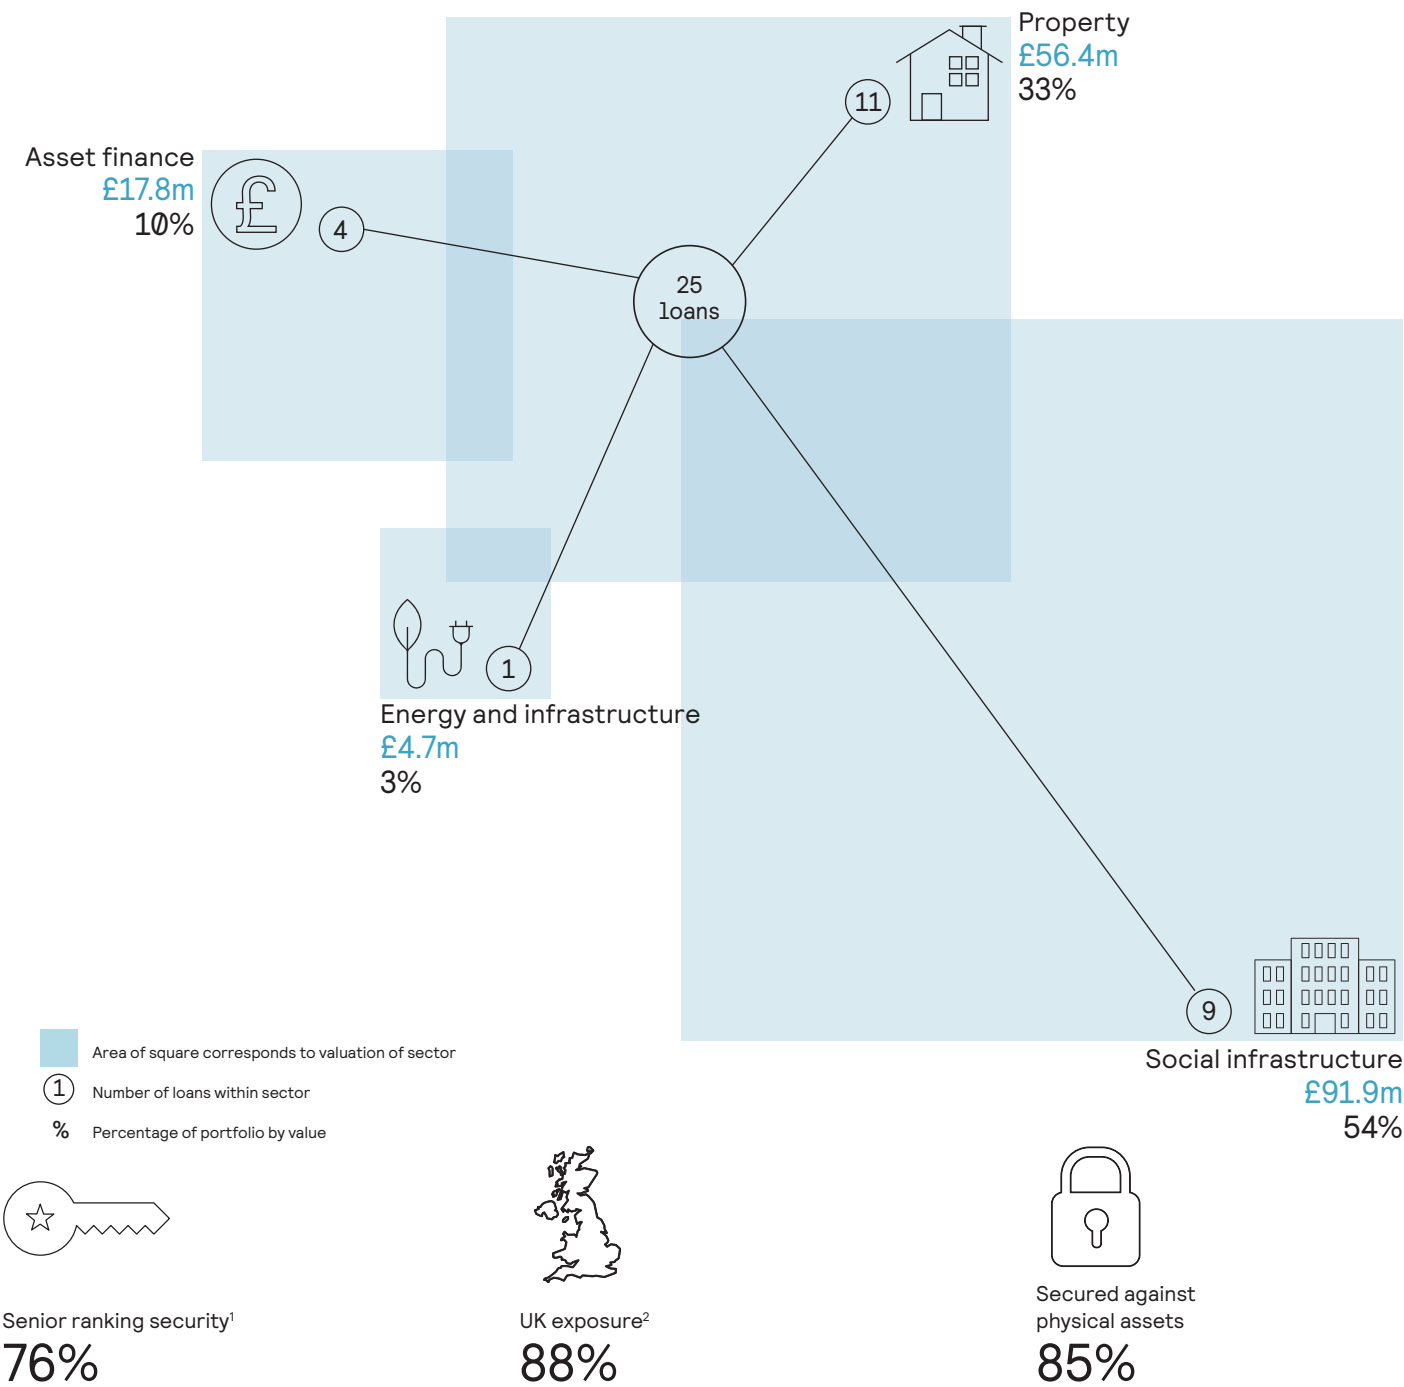 Property
£56.4m
33%
11
Asset finance
£17.8m
10%
£
4
25
loans
1
Energy and infrastructure
£4.7m
3%
9
Social infrastructure
£91.9m
54%
Area of square corresponds to valuation of sector
1 Number of loans within sector
% Percentage of portfolio by value
Senior ranking security¹
76%
UK exposure²
88%
Secured against
physical assets
85%